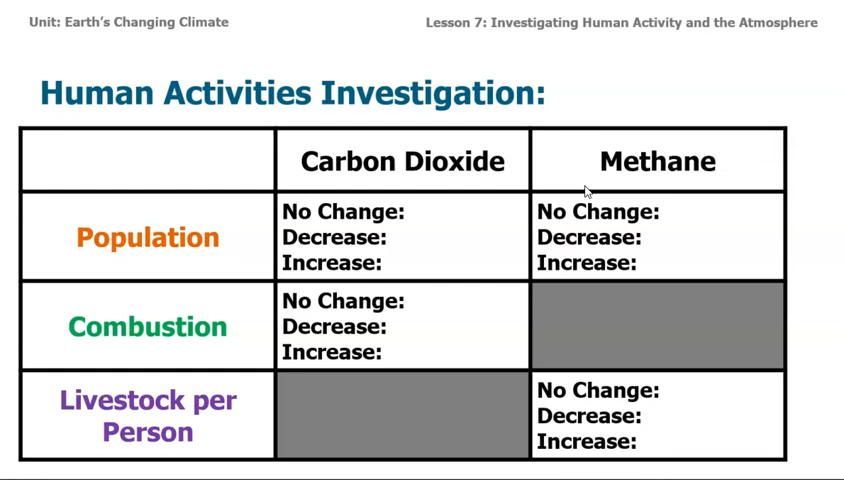 Unit: Earth's Changing Climate
Lesson 7: Investigating Human Activity and the Atmosphere
Human Activities Investigation:
Carbon Dioxide
Methane
Population
No Change:
Decrease:
Increase:
No Change:
Decrease:
Increase:
Combustion
No Change:
Decrease:
Increase:
Livestock per
Person
No Change:
Decrease:
Increase: